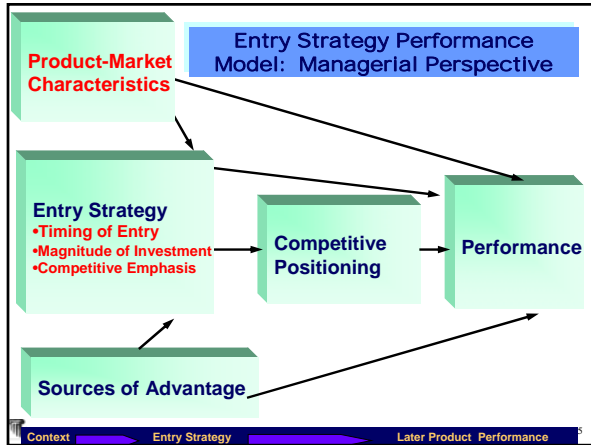 Entry Strategy Performance
Model: Managerial Perspective
Product-Market
Characteristics
Entry Strategy
•Timing of Entry
•Magnitude of Investment
•Competitive Emphasis
Competitive
Positioning
Performance
Sources of Advantage
Context Entry Strategy Later Product Performance
5